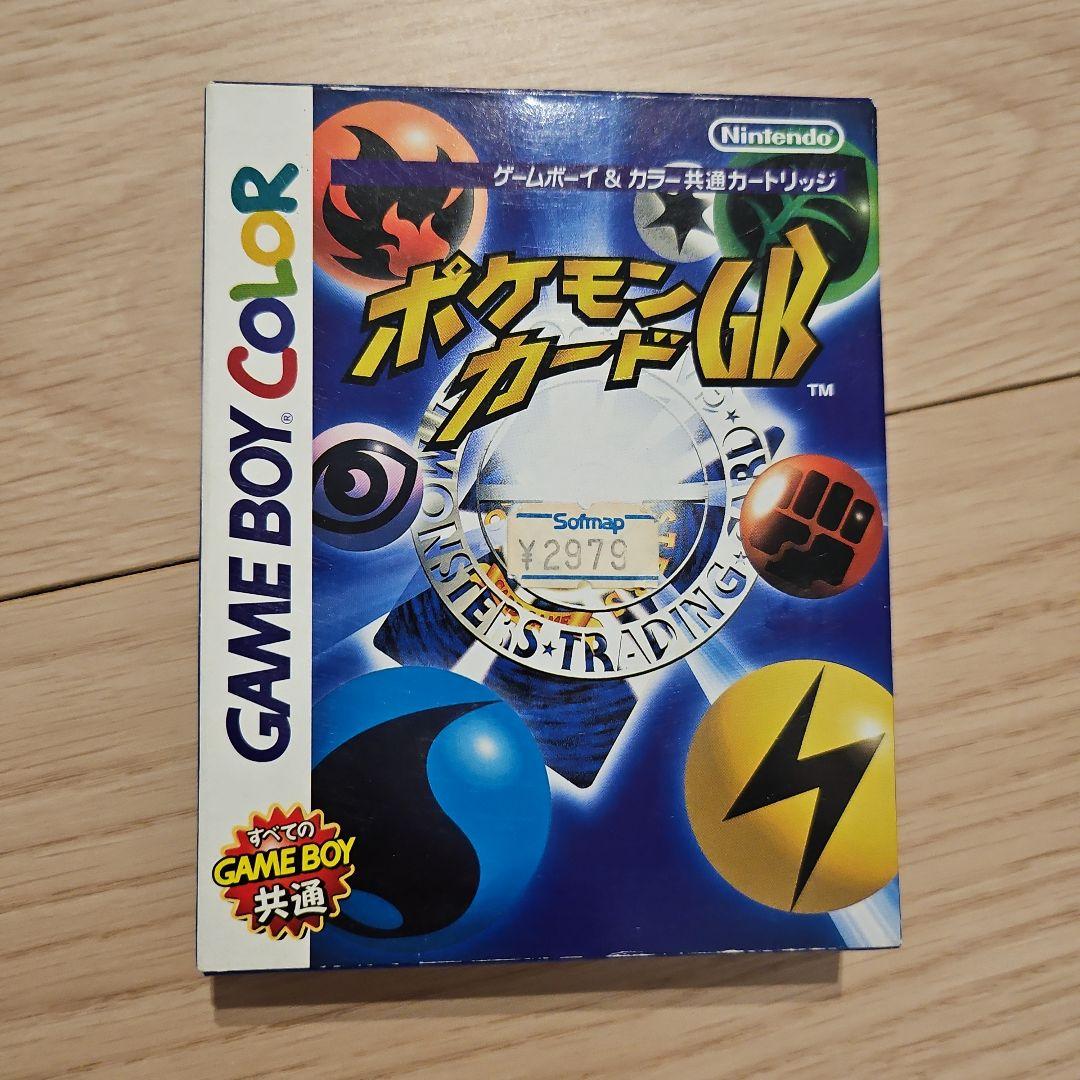 Nintendo®
ゲームボーイ & カラー共通カートリッジ
ポケモン
カードGB
TM
GAME BOY COLOR
®
MONSTERS★TRADING★CARD★
Sofmap
¥2979
すべての
GAME BOY
共通